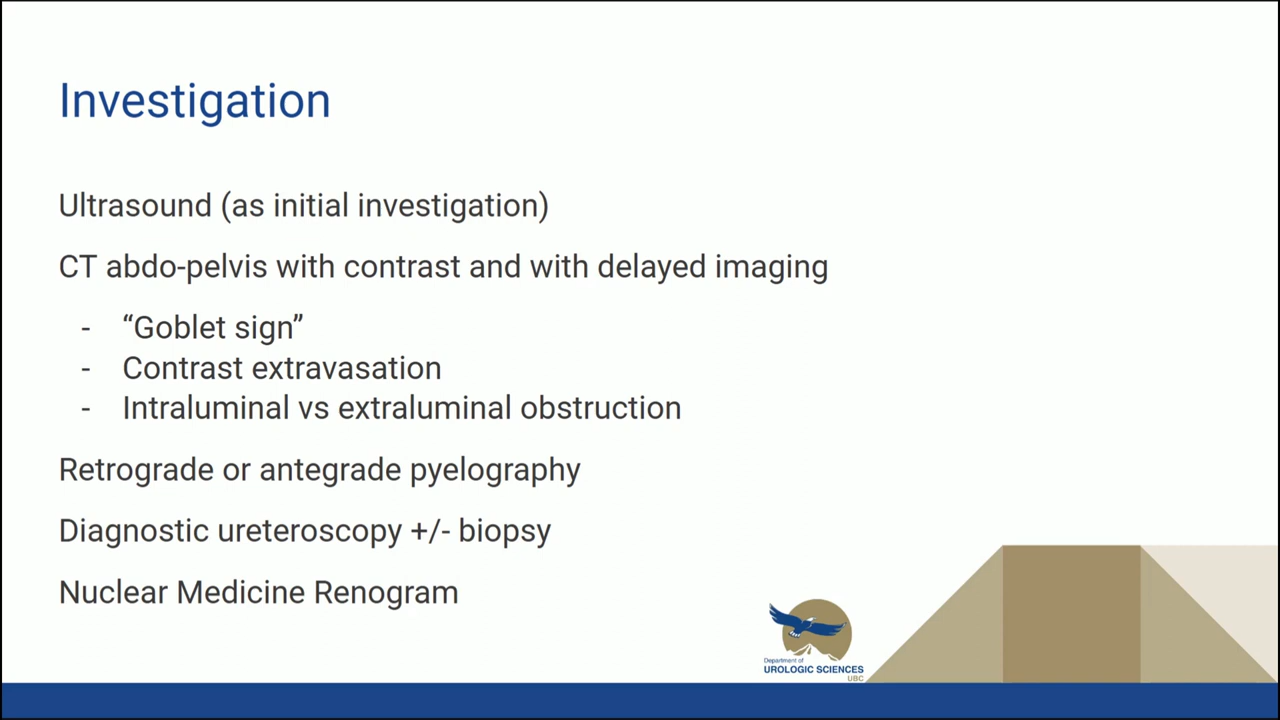 Investigation
Ultrasound (as initial investigation)
CT abdo-pelvis with contrast and with delayed imaging
- “Goblet sign”
- Contrast extravasation
- Intraluminal vs extraluminal obstruction
Retrograde or antegrade pyelography
Diagnostic ureteroscopy +/- biopsy
Nuclear Medicine Renogram
Department of
UROLOGIC SCIENCES
UBC